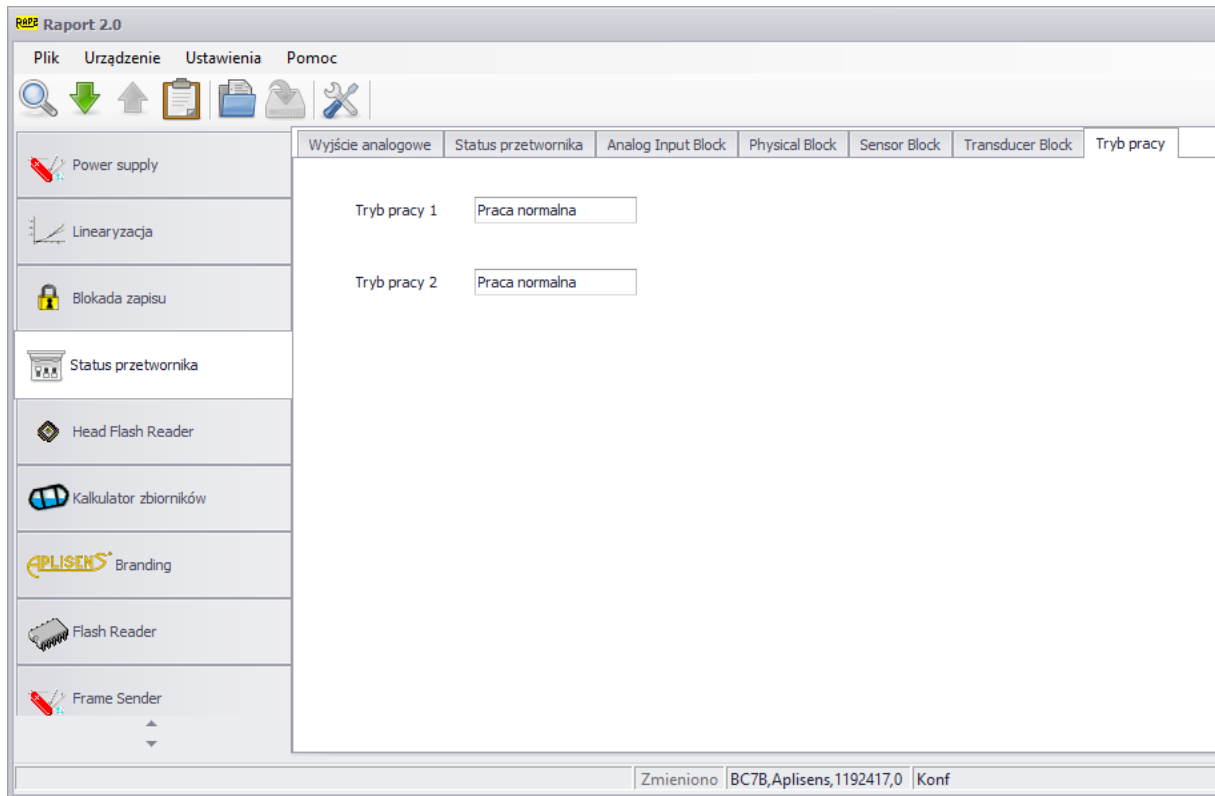 RAP2 Raport 2.0
Plik Urządzenie Ustawienia Pomoc
Wyjście analogowe Status przetwornika Analog Input Block Physical Block Sensor Block Transducer Block Tryb pracy
Power supply
Linearyzacja
Blokada zapisu
Status przetwornika
Head Flash Reader
Kalkulator zbiorników
APLISENS Branding
Flash Reader
Frame Sender
Tryb pracy 1 Praca normalna
Tryb pracy 2 Praca normalna
Zmieniono BC7B,Aplisens,1192417,0 Konf